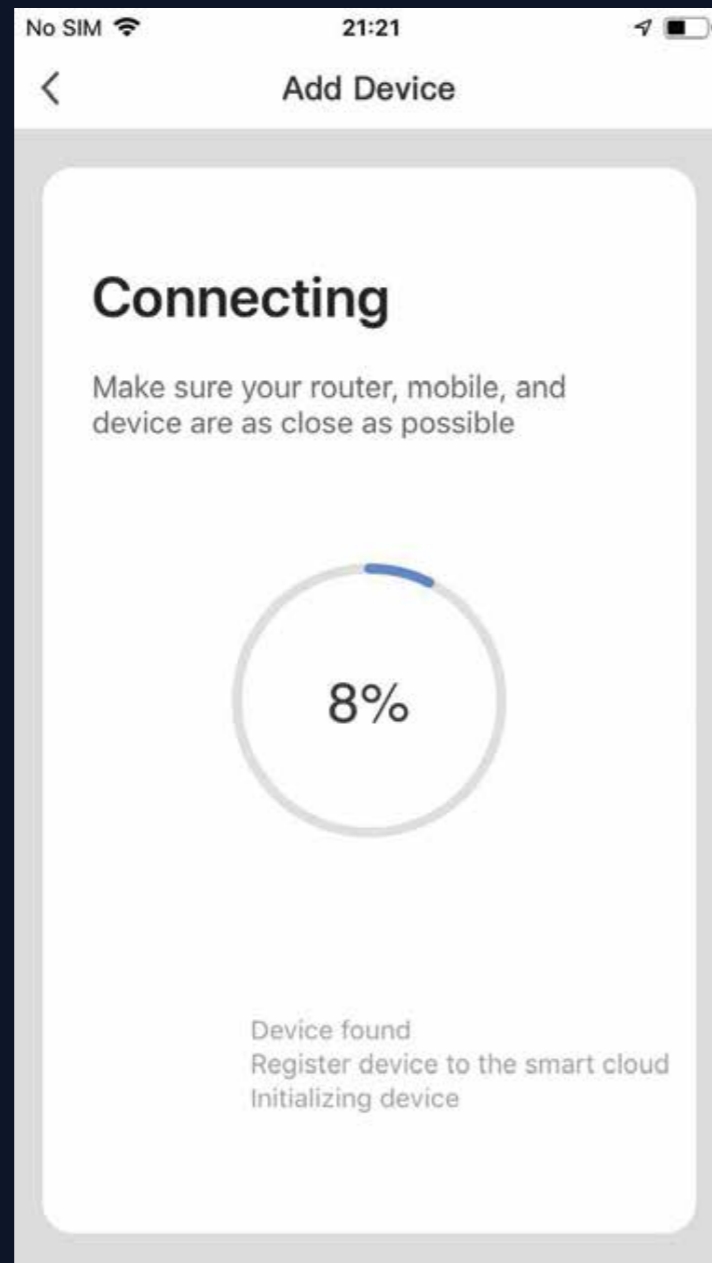 No SIM 21:21
Add Device
Connecting
Make sure your router, mobile, and
device are as close as possible
8%
Device found
Register device to the smart cloud
Initializing device